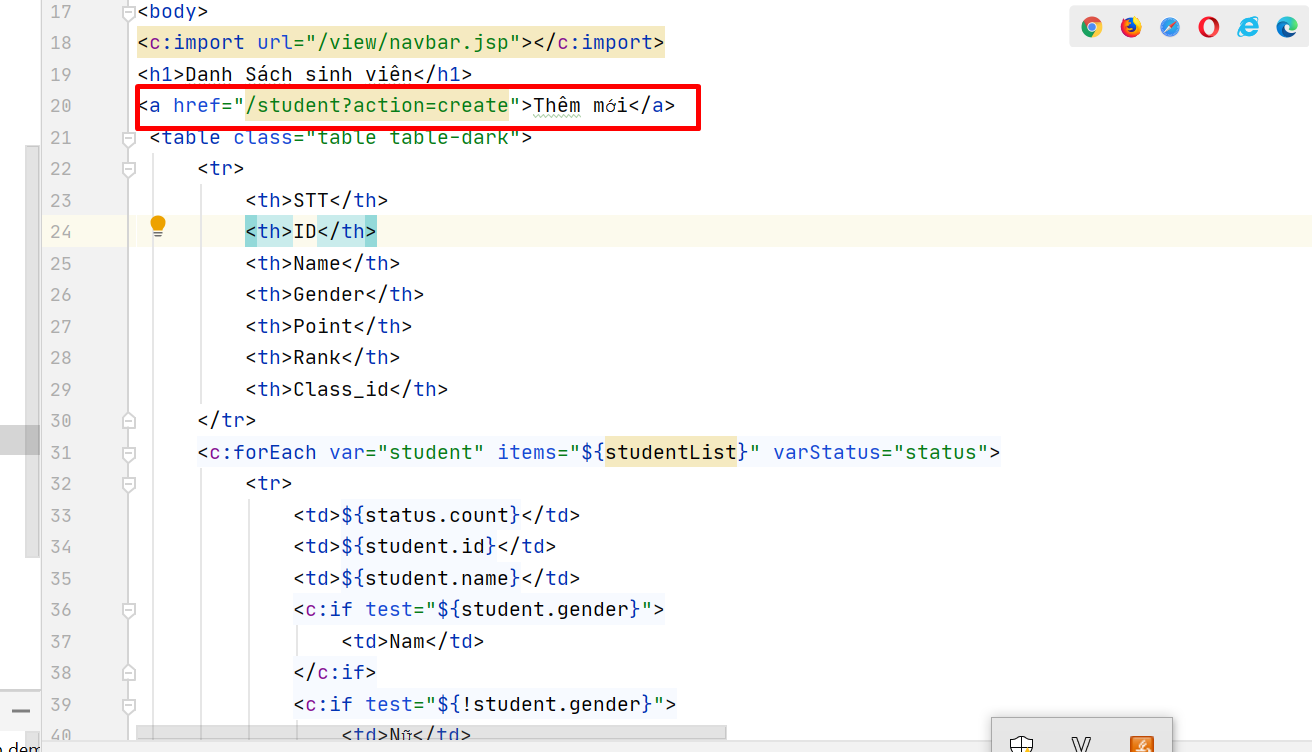 17 <body>
18 <c:import url="/view/navbar.jsp"></c:import>
19 <h1>Danh Sách sinh viên</h1>
20 <a href="/student?action=create">Thêm mới</a>
21 <table class="table table-dark">
22 <tr>
23 <th>STT</th>
24 <th>ID</th>
25 <th>Name</th>
26 <th>Gender</th>
27 <th>Point</th>
28 <th>Rank</th>
29 <th>Class_id</th>
30 </tr>
31 <c:forEach var="student" items="${studentList}" varStatus="status">
32 <tr>
33 <td>${status.count}</td>
34 <td>${student.id}</td>
35 <td>${student.name}</td>
36 <c:if test="${student.gender}">
37 <td>Nam</td>
38 </c:if>
39 <c:if test="${!student.gender}">
40 <td>Nữ</td>